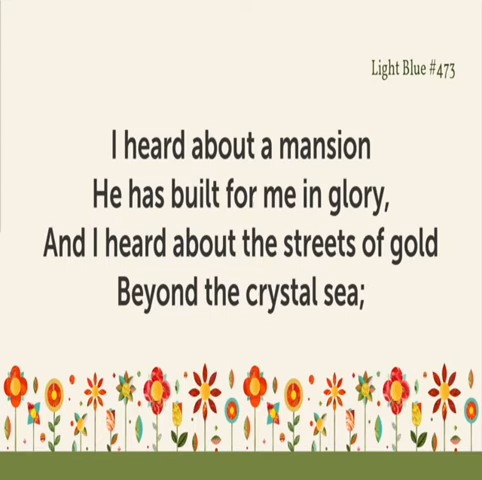 Light Blue #473
I heard about a mansion
He has built for me in glory,
And I heard about the streets of gold
Beyond the crystal sea;